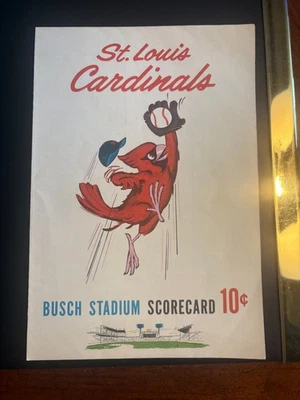 St. Louis
Cardinals
BUSCH STADIUM SCORECARD 10¢